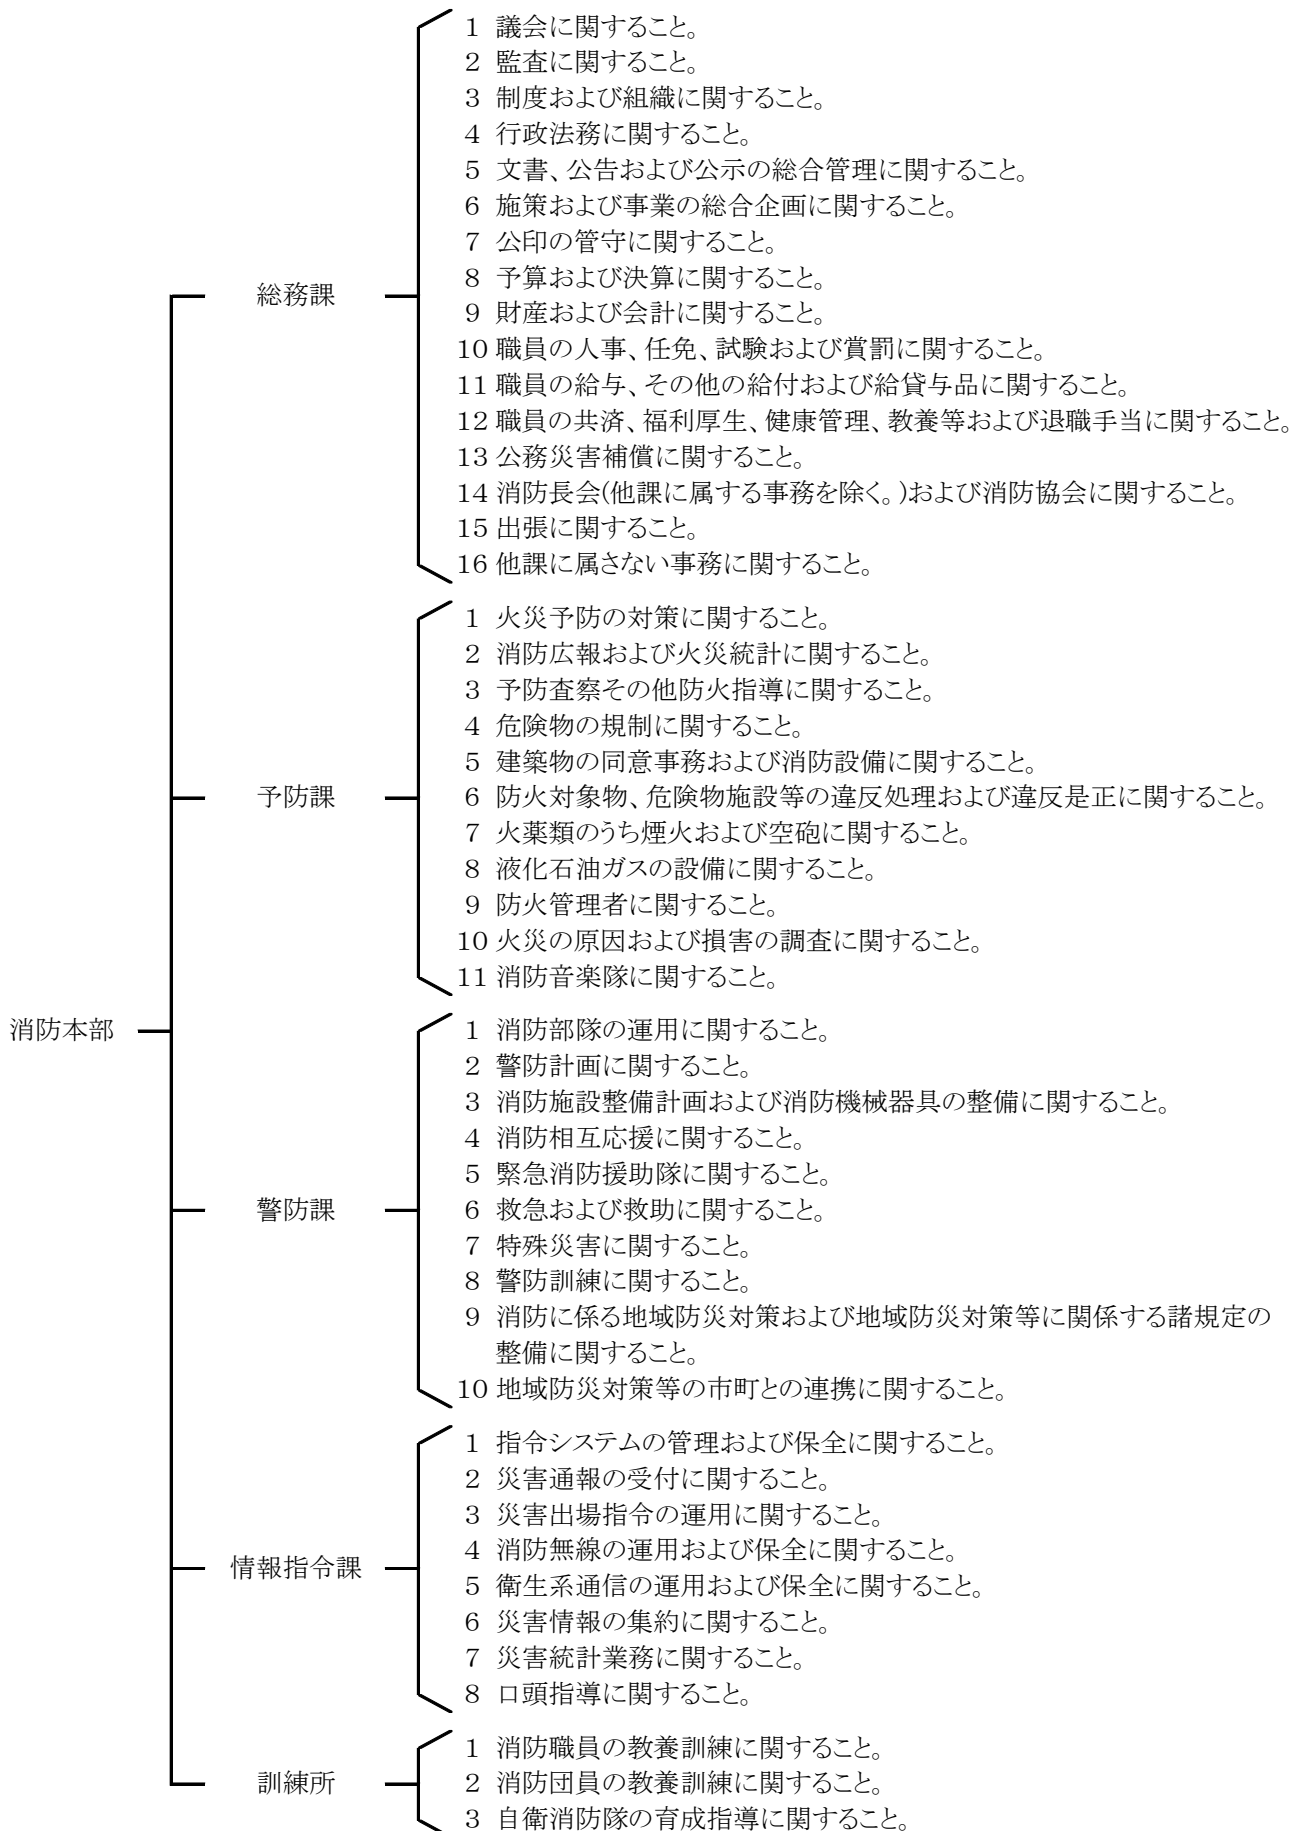 消防本部
総務課
1 議会に関すること。
2 監査に関すること。
3 制度および組織に関すること。
4 行政法務に関すること。
5 文書、公告および公示の総合管理に関すること。
6 施策および事業の総合企画に関すること。
7 公印の管守に関すること。
8 予算および決算に関すること。
9 財産および会計に関すること。
10 職員の人事、任免、試験および賞罰に関すること。
11 職員の給与、その他の給付および給貸与品に関すること。
12 職員の共済、福利厚生、健康管理、教養等および退職手当に関すること。
13 公務災害補償に関すること。
14 消防長会(他課に属する事務を除く。)および消防協会に関すること。
15 出張に関すること。
16 他課に属さない事務に関すること。
予防課
1 火災予防の対策に関すること。
2 消防広報および火災統計に関すること。
3 予防査察その他防火指導に関すること。
4 危険物の規制に関すること。
5 建築物の同意事務および消防設備に関すること。
6 防火対象物、危険物施設等の違反処理および違反是正に関すること。
7 火薬類のうち煙火および空砲に関すること。
8 液化石油ガスの設備に関すること。
9 防火管理者に関すること。
10 火災の原因および損害の調査に関すること。
11 消防音楽隊に関すること。
警防課
1 消防部隊の運用に関すること。
2 警防計画に関すること。
3 消防施設整備計画および消防機械器具の整備に関すること。
4 消防相互応援に関すること。
5 緊急消防援助隊に関すること。
6 救急および救助に関すること。
7 特殊災害に関すること。
8 警防訓練に関すること。
9 消防に係る地域防災対策および地域防災対策等に関係する諸規定の
整備に関すること。
10 地域防災対策等の市町との連携に関すること。
情報指令課
1 指令システムの管理および保全に関すること。
2 災害通報の受付に関すること。
3 災害出場指令の運用に関すること。
4 消防無線の運用および保全に関すること。
5 衛生系通信の運用および保全に関すること。
6 災害情報の集約に関すること。
7 災害統計業務に関すること。
8 口頭指導に関すること。
訓練所
1 消防職員の教養訓練に関すること。
2 消防団員の教養訓練に関すること。
3 自衛消防隊の育成指導に関すること。